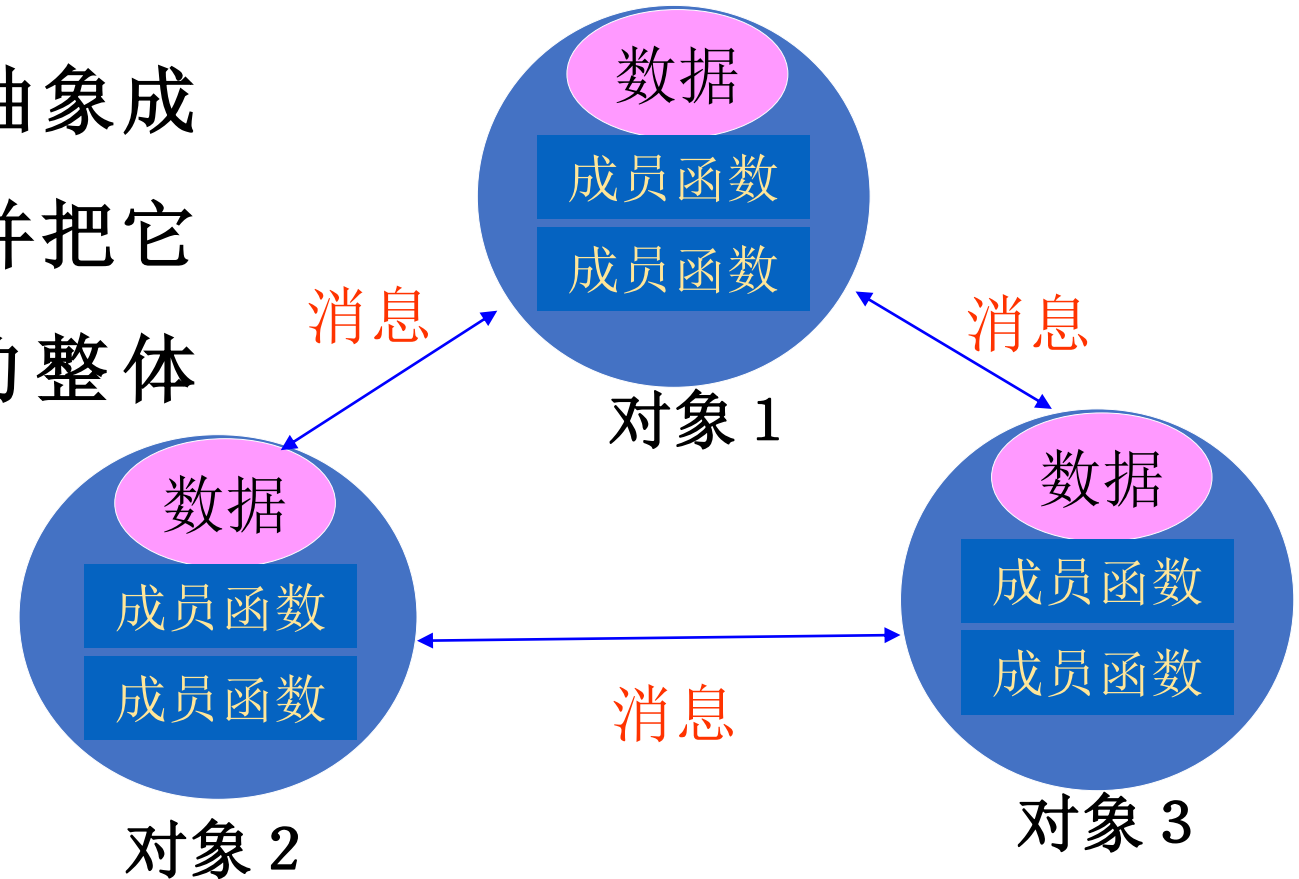 抽象成
并把它
的整体
数据
成员函数
成员函数
对象1
消息
消息
数据
成员函数
成员函数
对象2
数据
成员函数
成员函数
对象3
消息